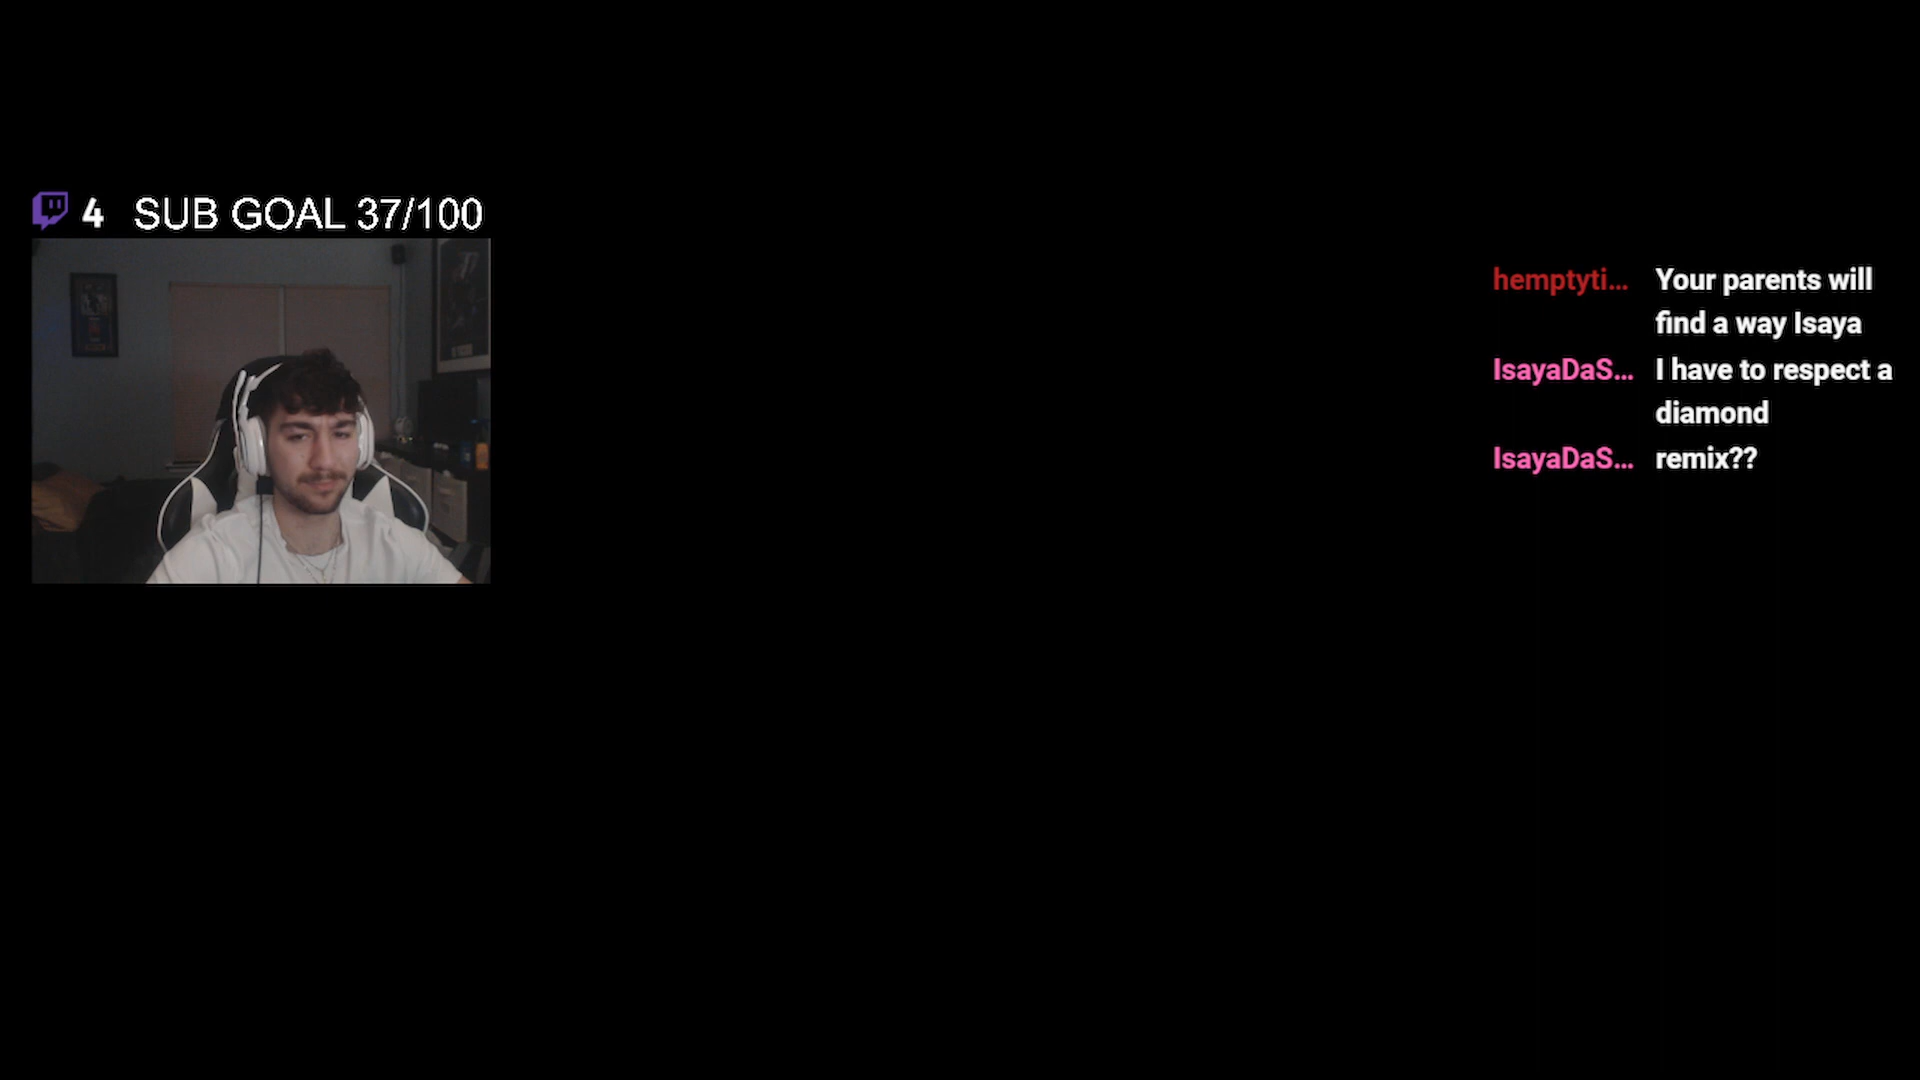 4 SUB GOAL 37/100
hemptyti... Your parents will
find a way Isaya
IsayaDaS... I have to respect a
diamond
IsayaDaS... remix??